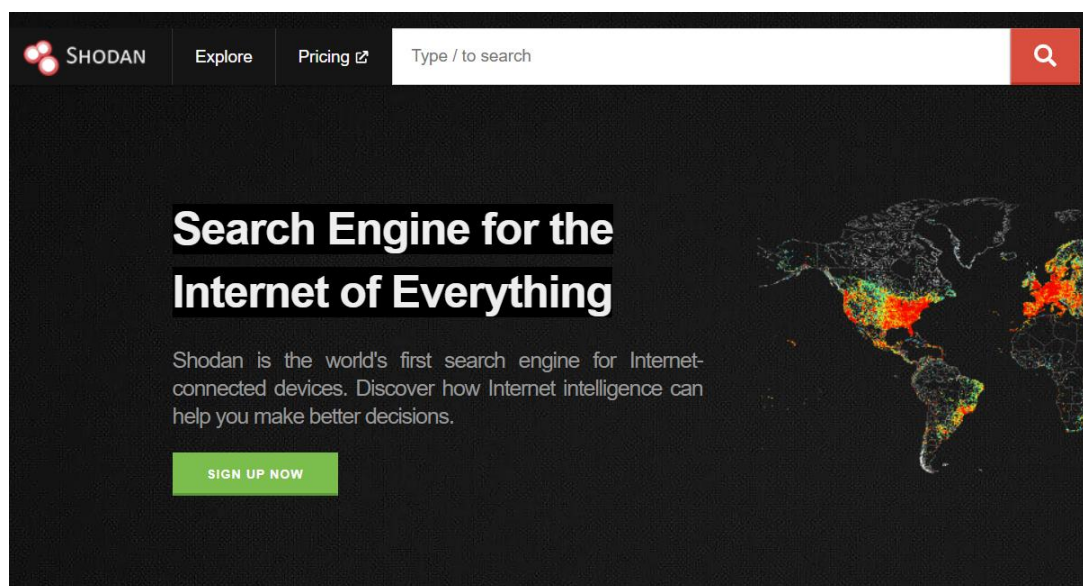 SHODAN
Explore
Pricing
Type / to search
Search Engine for the
Internet of Everything
Shodan is the world's first search engine for Internet-
connected devices. Discover how Internet intelligence can
help you make better decisions.
SIGN UP NOW